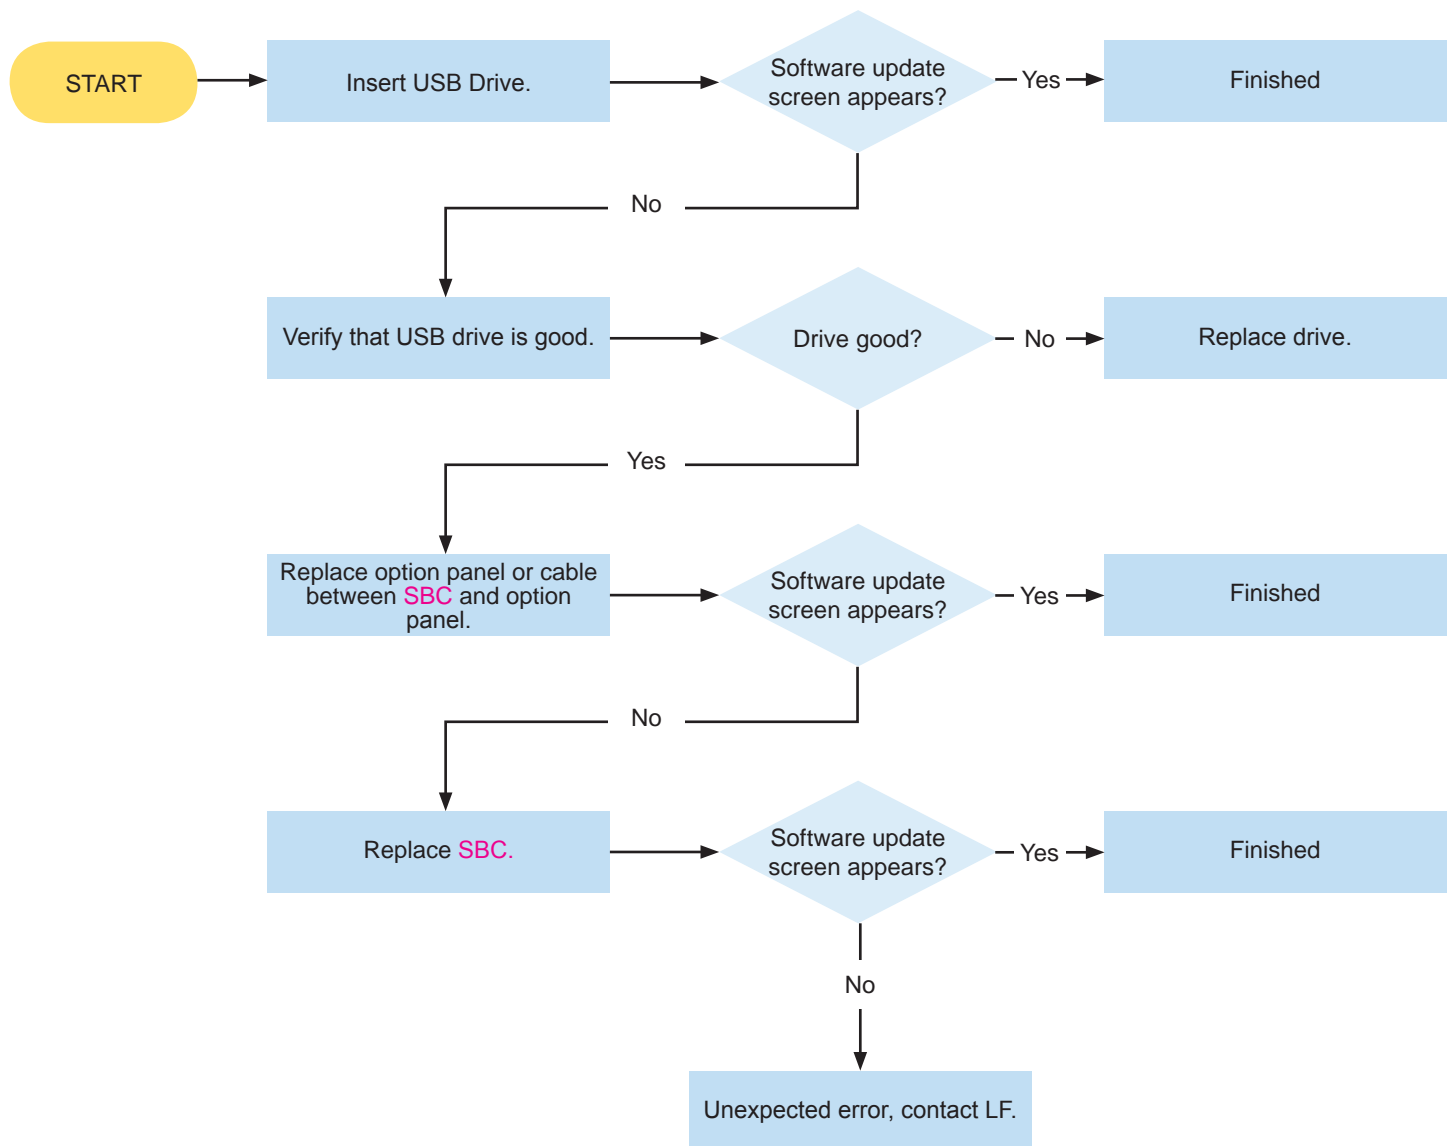 START
Insert USB Drive.
Software update
screen appears?
Yes
Finished
No
Verify that USB drive is good.
Drive good?
No
Replace drive.
Yes
Replace option panel or cable
between SBC and option
panel.
Software update
screen appears?
Yes
Finished
No
Replace SBC.
Software update
screen appears?
Yes
Finished
No
Unexpected error, contact LF.